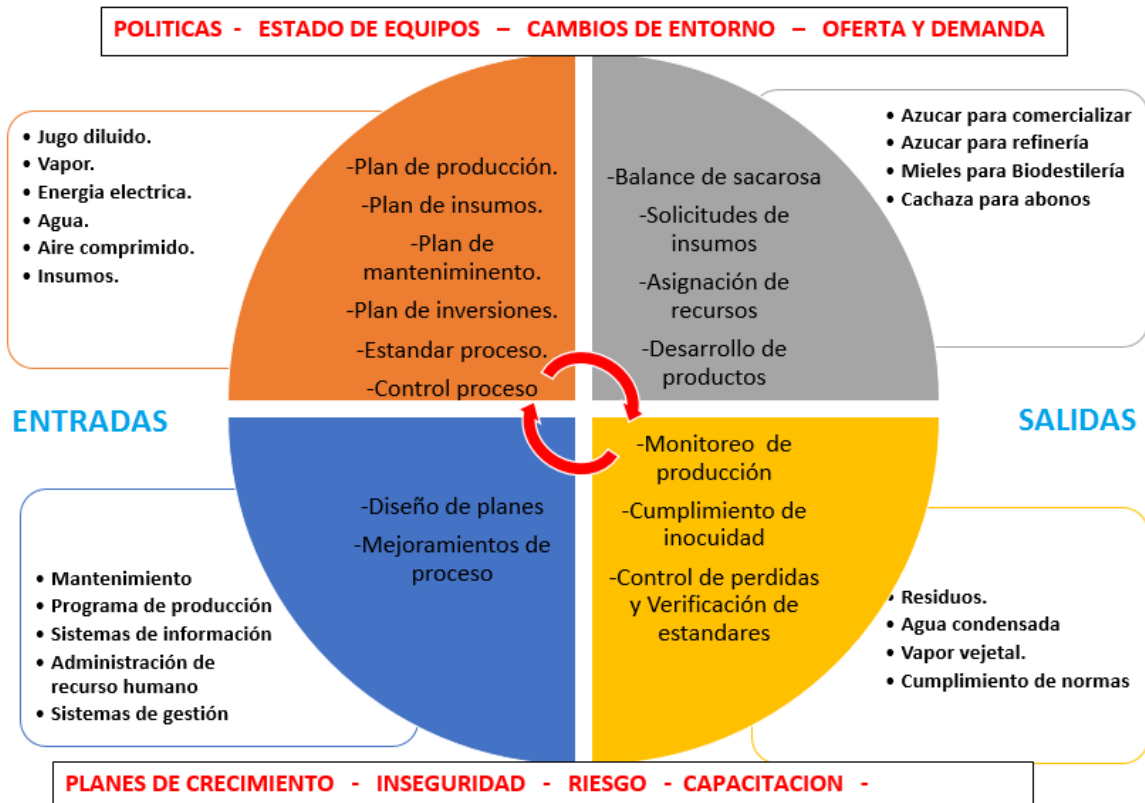 POLITICAS - ESTADO DE EQUIPOS – CAMBIOS DE ENTORNO – OFERTA Y DEMANDA
• Jugo diluido.
• Vapor.
• Energia electrica.
• Agua.
• Aire comprimido.
• Insumos.
-Plan de producción.
-Plan de insumos.
-Plan de
manteniminento.
-Plan de inversiones.
-Estandar proceso.
-Control proceso
-Balance de sacarosa
-Solicitudes de
insumos
-Asignación de
recursos
-Desarrollo de
productos
• Azucar para comercializar
• Azucar para refinería
• Mieles para Biodestilería
• Cachaza para abonos
ENTRADAS
SALIDAS
• Mantenimiento
• Programa de producción
• Sistemas de información
• Administración de
recurso humano
• Sistemas de gestión
-Diseño de planes
-Mejoramientos de
proceso
-Monitoreo de
producción
-Cumplimiento de
inocuidad
-Control de perdidas
y Verificación de
estandares
• Residuos.
• Agua condensada
• Vapor vejetal.
• Cumplimiento de normas
PLANES DE CRECIMIENTO - INSEGURIDAD - RIESGO - CAPACITACION -